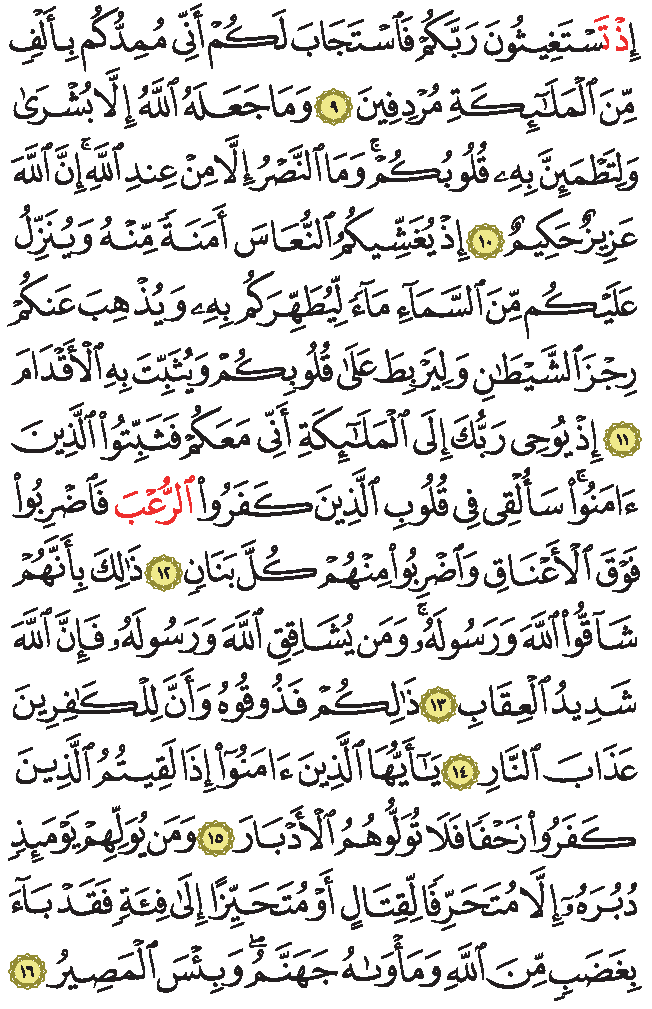 إِذْ تَسْتَغِيثُونَ رَبَّكُمْ فَٱسْتَجَابَ لَكُمْ أَنِّى مُمِدُّكُم بِأَلْفٍ
مِّنَ ٱلْمَلَـٰٓئِكَةِ مُرْدِفِينَ ٩ وَمَا جَعَلَهُ ٱللَّهُ إِلَّا بُشْرَىٰ
وَلِتَطْمَئِنَّ بِهِۦ قُلُوبُكُمْ ۚ وَمَا ٱلنَّصْرُ إِلَّا مِنْ عِندِ ٱللَّهِ ۚ إِنَّ ٱللَّهَ
عَزِيزٌ حَكِيمٌ ١٠ إِذْ يُغَشِّيكُمُ ٱلنُّعَاسَ أَمَنَةً مِّنْهُ وَيُنَزِّلُ
عَلَيْكُم مِّنَ ٱلسَّمَآءِ مَآءً لِّيُطَهِّرَكُم بِهِۦ وَيُذْهِبَ عَنكُمْ
رِجْزَ ٱلشَّيْطَـٰنِ وَلِيَرْبِطَ عَلَىٰ قُلُوبِكُمْ وَيُثَبِّتَ بِهِ ٱلْأَقْدَامَ
١١ إِذْ يُوحِى رَبُّكَ إِلَى ٱلْمَلَـٰٓئِكَةِ أَنِّى مَعَكُمْ فَثَبِّتُوا۟ ٱلَّذِينَ
ءَامَنُوا۟ ۚ سَأُلْقِى فِى قُلُوبِ ٱلَّذِينَ كَفَرُوا۟ ٱلرُّعْبَ فَٱضْرِبُوا۟
فَوْقَ ٱلْأَعْنَاقِ وَٱضْرِبُوا۟ مِنْهُمْ كُلَّ بَنَانٍ ١٢ ذَٰلِكَ بِأَنَّهُمْ
شَآقُّوا۟ ٱللَّهَ وَرَسُولَهُۥ ۚ وَمَن يُشَاقِقِ ٱللَّهَ وَرَسُولَهُۥ فَإِنَّ ٱللَّهَ
شَدِيدُ ٱلْعِقَابِ ١٣ ذَٰلِكُمْ فَذُوقُوهُ وَأَنَّ لِلْكَـٰفِرِينَ
عَذَابَ ٱلنَّارِ ١٤ يَـٰٓأَيُّهَا ٱلَّذِينَ ءَامَنُوٓا۟ إِذَا لَقِيتُمُ ٱلَّذِينَ
كَفَرُوا۟ زَحْفًا فَلَا تُوَلُّوهُمُ ٱلْأَدْبَارَ ١٥ وَمَن يُوَلِّهِمْ يَوْمَئِذٍ
دُبُرَهُۥٓ إِلَّا مُتَحَرِّفًا لِّقِتَالٍ أَوْ مُتَحَيِّزًا إِلَىٰ فِئَةٍ فَقَدْ بَآءَ
بِغَضَبٍ مِّنَ ٱللَّهِ وَمَأْوَىٰهُ جَهَنَّمُ ۖ وَبِئْسَ ٱلْمَصِيرُ ١٦